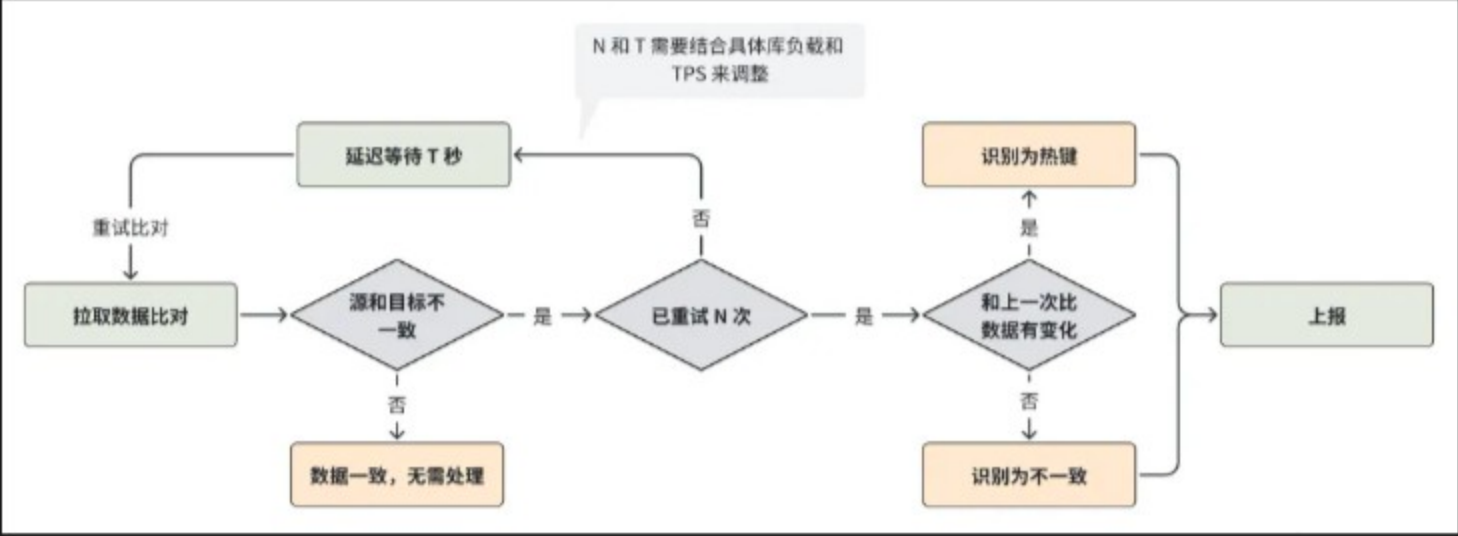 N 和 T 需要结合具体库负载和
TPS 来调整
延迟等待 T 秒
识别为热键
重试比对
否
是
拉取数据比对
源和目标不
一致
是
已重试 N 次
是
和上一次比
数据有变化
上报
否
否
数据一致，无需处理
识别为不一致